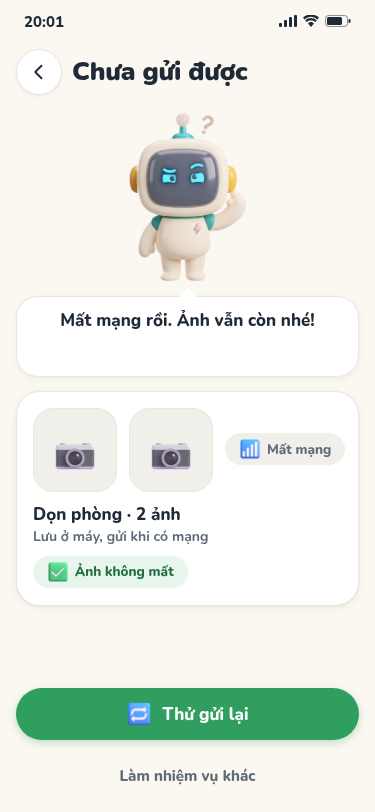 20:01
Chưa gửi được
?
Mất mạng rồi. Ảnh vẫn còn nhé!
Mất mạng
Dọn phòng · 2 ảnh
Lưu ở máy, gửi khi có mạng
Ảnh không mất
Thử gửi lại
Làm nhiệm vụ khác